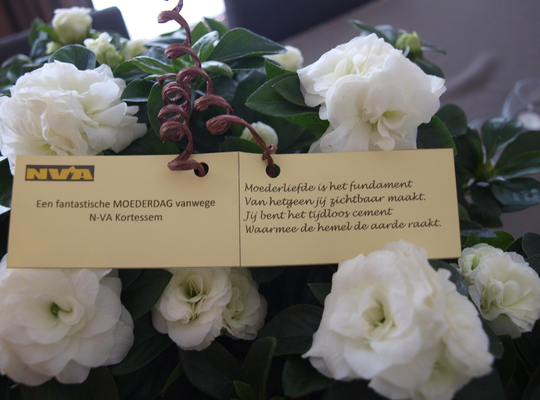 N-VA
Een fantastische MOEDERDAG vanwege
N-VA Kortessem
Moederliefde is het fundament
Van hetgeen jij zichtbaar maakt.
Jij bent het tijdloos cement
Waarmee de hemel de aarde raakt.